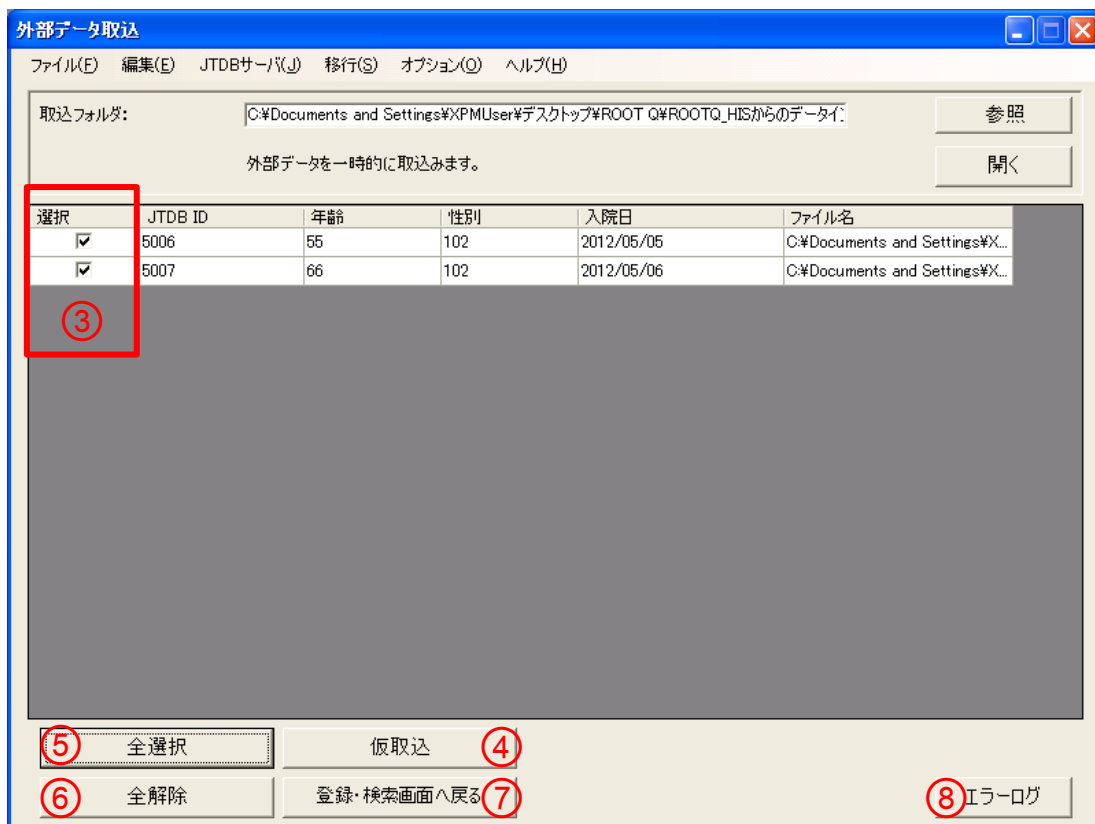 外部データ取込
ファイル(F) 編集(E) JTDBサーバ(J) 移行(S) オプション(O) ヘルプ(H)
取込フォルダ: C:¥Documents and Settings¥XPMUser¥デスクトップ¥ROOT Q¥ROOTQ_HISからのデータイ 参照
外部データを一時的に取込みます。 開く
選択 JTDB ID 年齢 性別 入院日 ファイル名
5006 55 102 2012/05/05 C:¥Documents and Settings¥X...
5007 66 102 2012/05/06 C:¥Documents and Settings¥X...
③
⑤ 全選択 仮取込 ④
⑥ 全解除 登録・検索画面へ戻る ⑦ ⑧ エラーログ